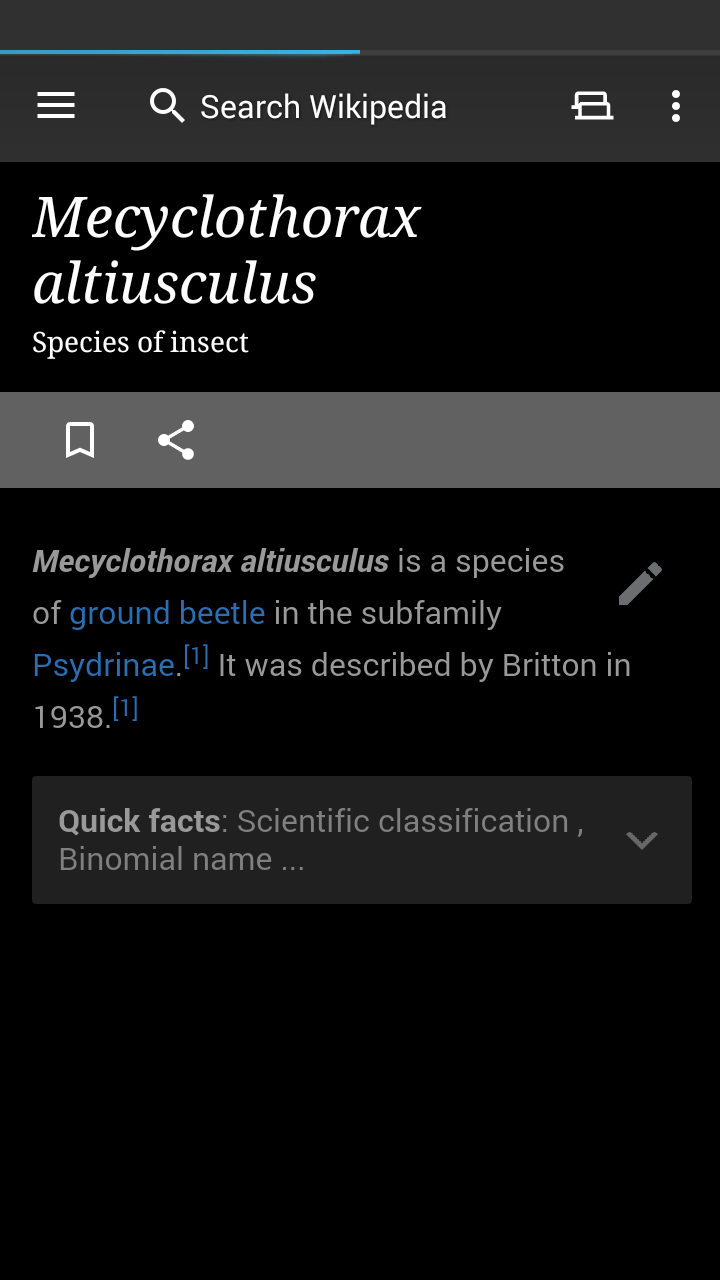 Search Wikipedia
Mecyclothorax
altiusculus
Species of insect
Mecyclothorax altiusculus is a species
of ground beetle in the subfamily
Psydrinae.[1] It was described by Britton in
1938.[1]
Quick facts: Scientific classification ,
Binomial name ...